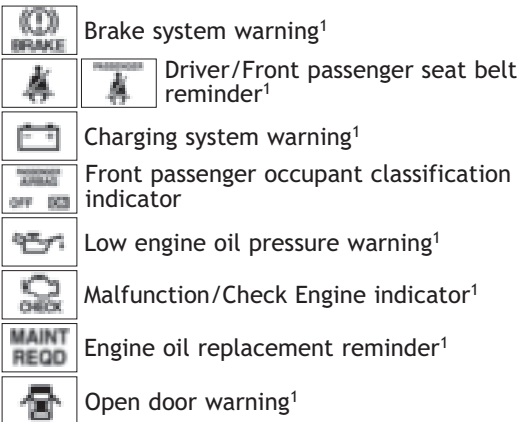 BRAKE
Brake system warning¹
PASSENGER
Driver/Front passenger seat belt
reminder¹
Charging system warning¹
PASSENGER
AIRBAG
OFF
Front passenger occupant classification
indicator
Low engine oil pressure warning¹
CHECK
Malfunction/Check Engine indicator¹
MAINT
REQD
Engine oil replacement reminder¹
Open door warning¹